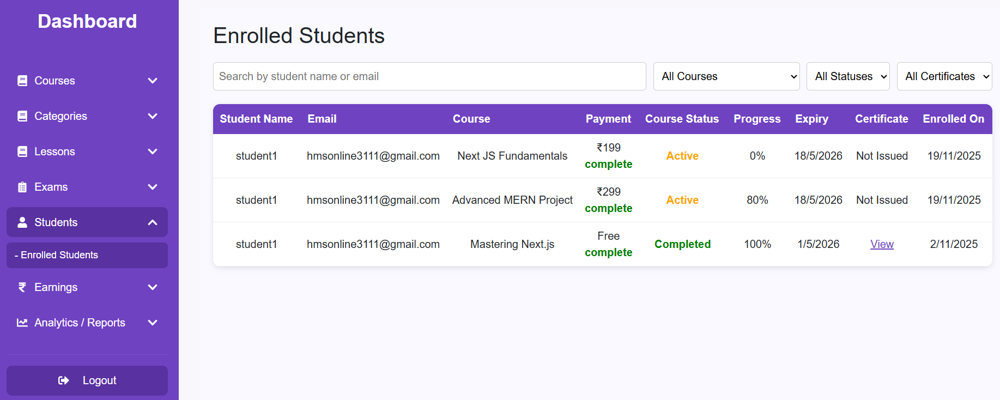 Dashboard
Courses
Categories
Lessons
Exams
Students
- Enrolled Students
Earnings
Analytics / Reports
Logout
Enrolled Students
Search by student name or email
All Courses
All Statuses
All Certificates
Student Name Email Course Payment Course Status Progress Expiry Certificate Enrolled On
student1 hmsonline3111@gmail.com Next JS Fundamentals ₹199 complete Active 0% 18/5/2026 Not Issued 19/11/2025
student1 hmsonline3111@gmail.com Advanced MERN Project ₹299 complete Active 80% 18/5/2026 Not Issued 19/11/2025
student1 hmsonline3111@gmail.com Mastering Next.js Free complete Completed 100% 1/5/2026 View 2/11/2025